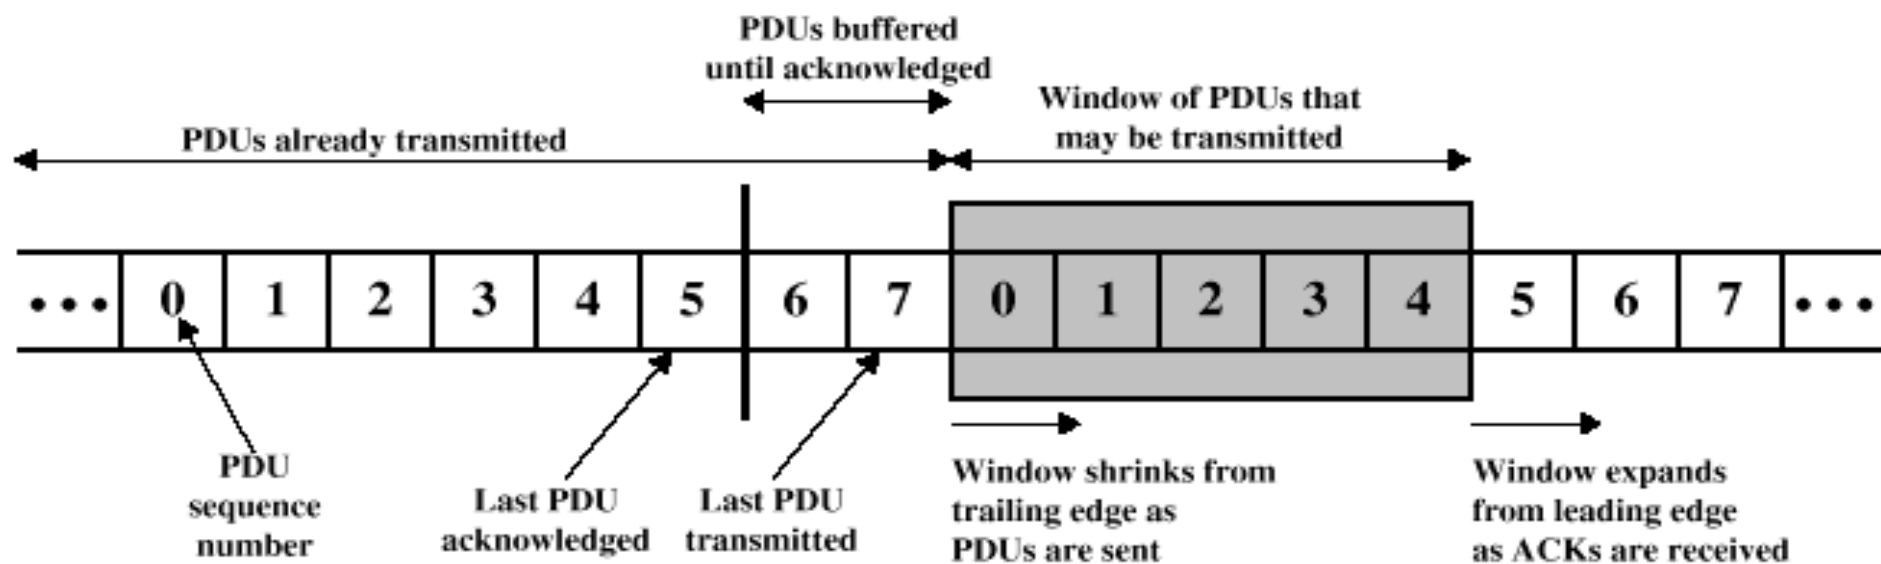 PDUs buffered
until acknowledged
Window of PDUs that
may be transmitted
PDUs already transmitted
••• 0 1 2 3 4 5 6 7 0 1 2 3 4 5 6 7 •••
PDU
sequence
number
Last PDU
acknowledged
Last PDU
transmitted
Window shrinks from
trailing edge as
PDUs are sent
Window expands
from leading edge
as ACKs are received